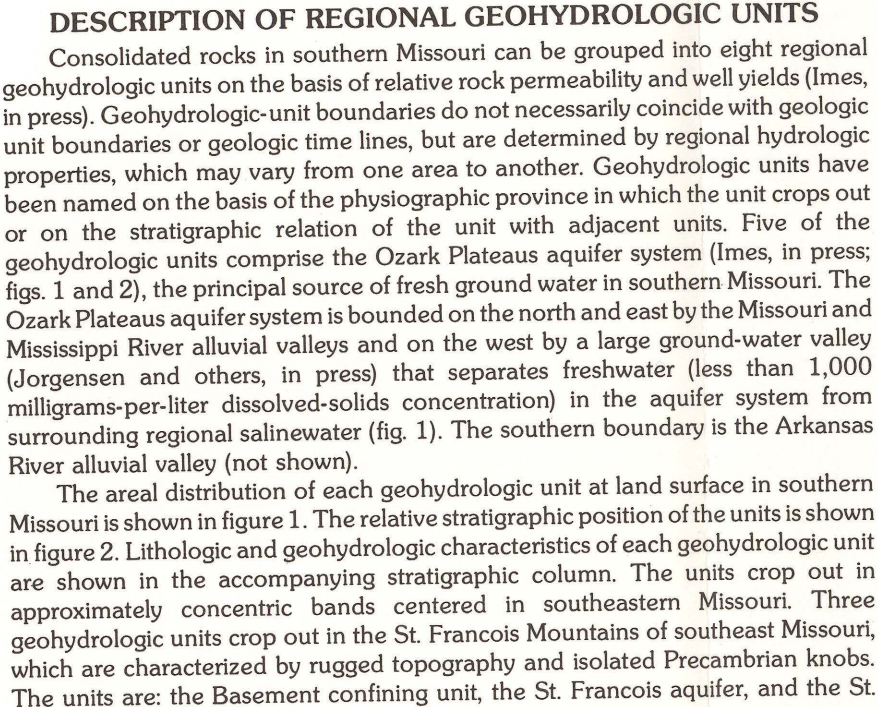 DESCRIPTION OF REGIONAL GEOHYDROLOGIC UNITS
Consolidated rocks in southern Missouri can be grouped into eight regional
geohydrologic units on the basis of relative rock permeability and well yields (Imes,
in press). Geohydrologic-unit boundaries do not necessarily coincide with geologic
unit boundaries or geologic time lines, but are determined by regional hydrologic
properties, which may vary from one area to another. Geohydrologic units have
been named on the basis of the physiographic province in which the unit crops out
or on the stratigraphic relation of the unit with adjacent units. Five of the
geohydrologic units comprise the Ozark Plateaus aquifer system (Imes, in press;
figs. 1 and 2), the principal source of fresh ground water in southern Missouri. The
Ozark Plateaus aquifer system is bounded on the north and east by the Missouri and
Mississippi River alluvial valleys and on the west by a large ground-water valley
(Jorgensen and others, in press) that separates freshwater (less than 1,000
milligrams-per-liter dissolved-solids concentration) in the aquifer system from
surrounding regional salinewater (fig. 1). The southern boundary is the Arkansas
River alluvial valley (not shown).
The areal distribution of each geohydrologic unit at land surface in southern
Missouri is shown in figure 1. The relative stratigraphic position of the units is shown
in figure 2. Lithologic and geohydrologic characteristics of each geohydrologic unit
are shown in the accompanying stratigraphic column. The units crop out in
approximately concentric bands centered in southeastern Missouri. Three
geohydrologic units crop out in the St. Francois Mountains of southeast Missouri,
which are characterized by rugged topography and isolated Precambrian knobs.
The units are: the Basement confining unit, the St. Francois aquifer, and the St.